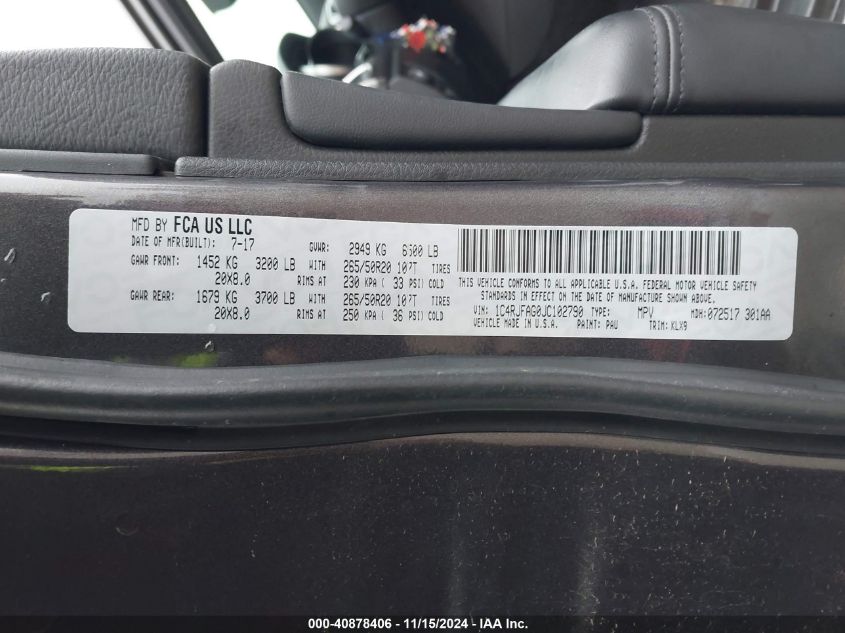 MFD BY FCA US LLC
DATE OF MFR(BUILT): 7-17 GVWR: 2949 KG 6500 LB
GAWR FRONT: 1452 KG 3200 LB WITH 265/50R20 107T TIRES
20X8.0 RIMS AT 230 KPA ( 33 PSI) COLD
GAWR REAR: 1679 KG 3700 LB WITH 265/50R20 107T TIRES
20X8.0 RIMS AT 250 KPA ( 36 PSI) COLD
THIS VEHICLE CONFORMS TO ALL APPLICABLE U.S.A. FEDERAL MOTOR VEHICLE SAFETY
STANDARDS IN EFFECT ON THE DATE OF MANUFACTURE SHOWN ABOVE.
VIN: 1C4RJFAG0JC102790 TYPE: MPV MDH: 072517 301AA
VEHICLE MADE IN U.S.A. PAINT: PAU TRIM: KLX9
000-40878406 - 11/15/2024 - IAA Inc.